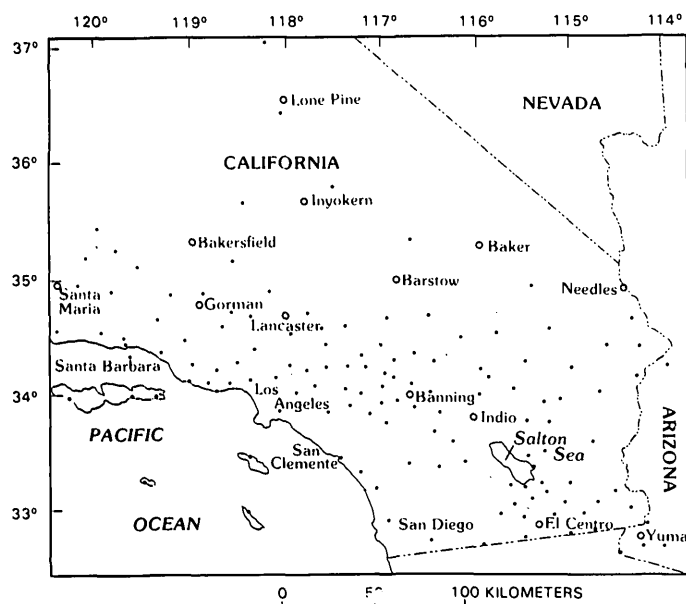 120° 119° 118° 117° 116° 115° 114°
37°
Lone Pine
NEVADA
36°
CALIFORNIA
Inyokern
Bakersfield
Baker
35°
Barstow
Needles
Santa
Maria
Gorman
Lancaster
Santa Barbara
34°
Los
Angeles
Banning
Indio
ARIZONA
PACIFIC
Salton
Sea
San
Clemente
33°
OCEAN
San Diego
El Centro
Yuma
0 100 KILOMETERS